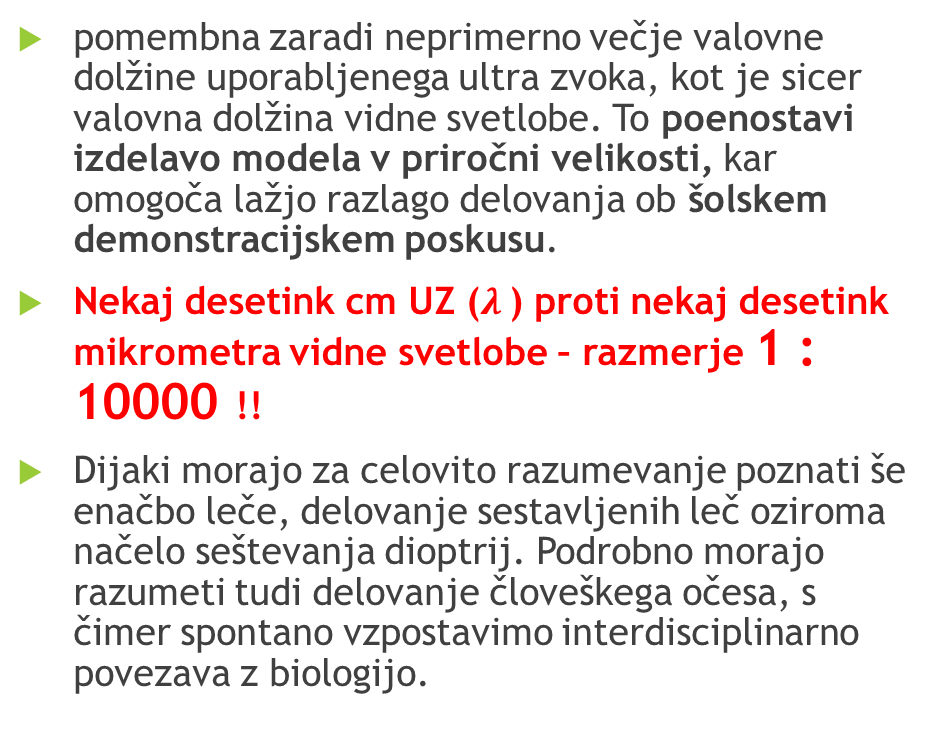 pomembna zaradi neprimerno večje valovne
dolžine uporabljenega ultra zvoka, kot je sicer
valovna dolžina vidne svetlobe. To poenostavi
izdelavo modela v priročni velikosti, kar
omogoča lažjo razlago delovanja ob šolskem
demonstracijskem poskusu.
Nekaj desetink cm UZ (λ ) proti nekaj desetink
mikrometra vidne svetlobe – razmerje 1 :
10000 !!
Dijaki morajo za celovito razumevanje poznati še
enačbo leče, delovanje sestavljenih leč oziroma
načelo seštevanja dioptrij. Podrobno morajo
razumeti tudi delovanje človeškega očesa, s
čimer spontano vzpostavimo interdisciplinarno
povezava z biologijo.